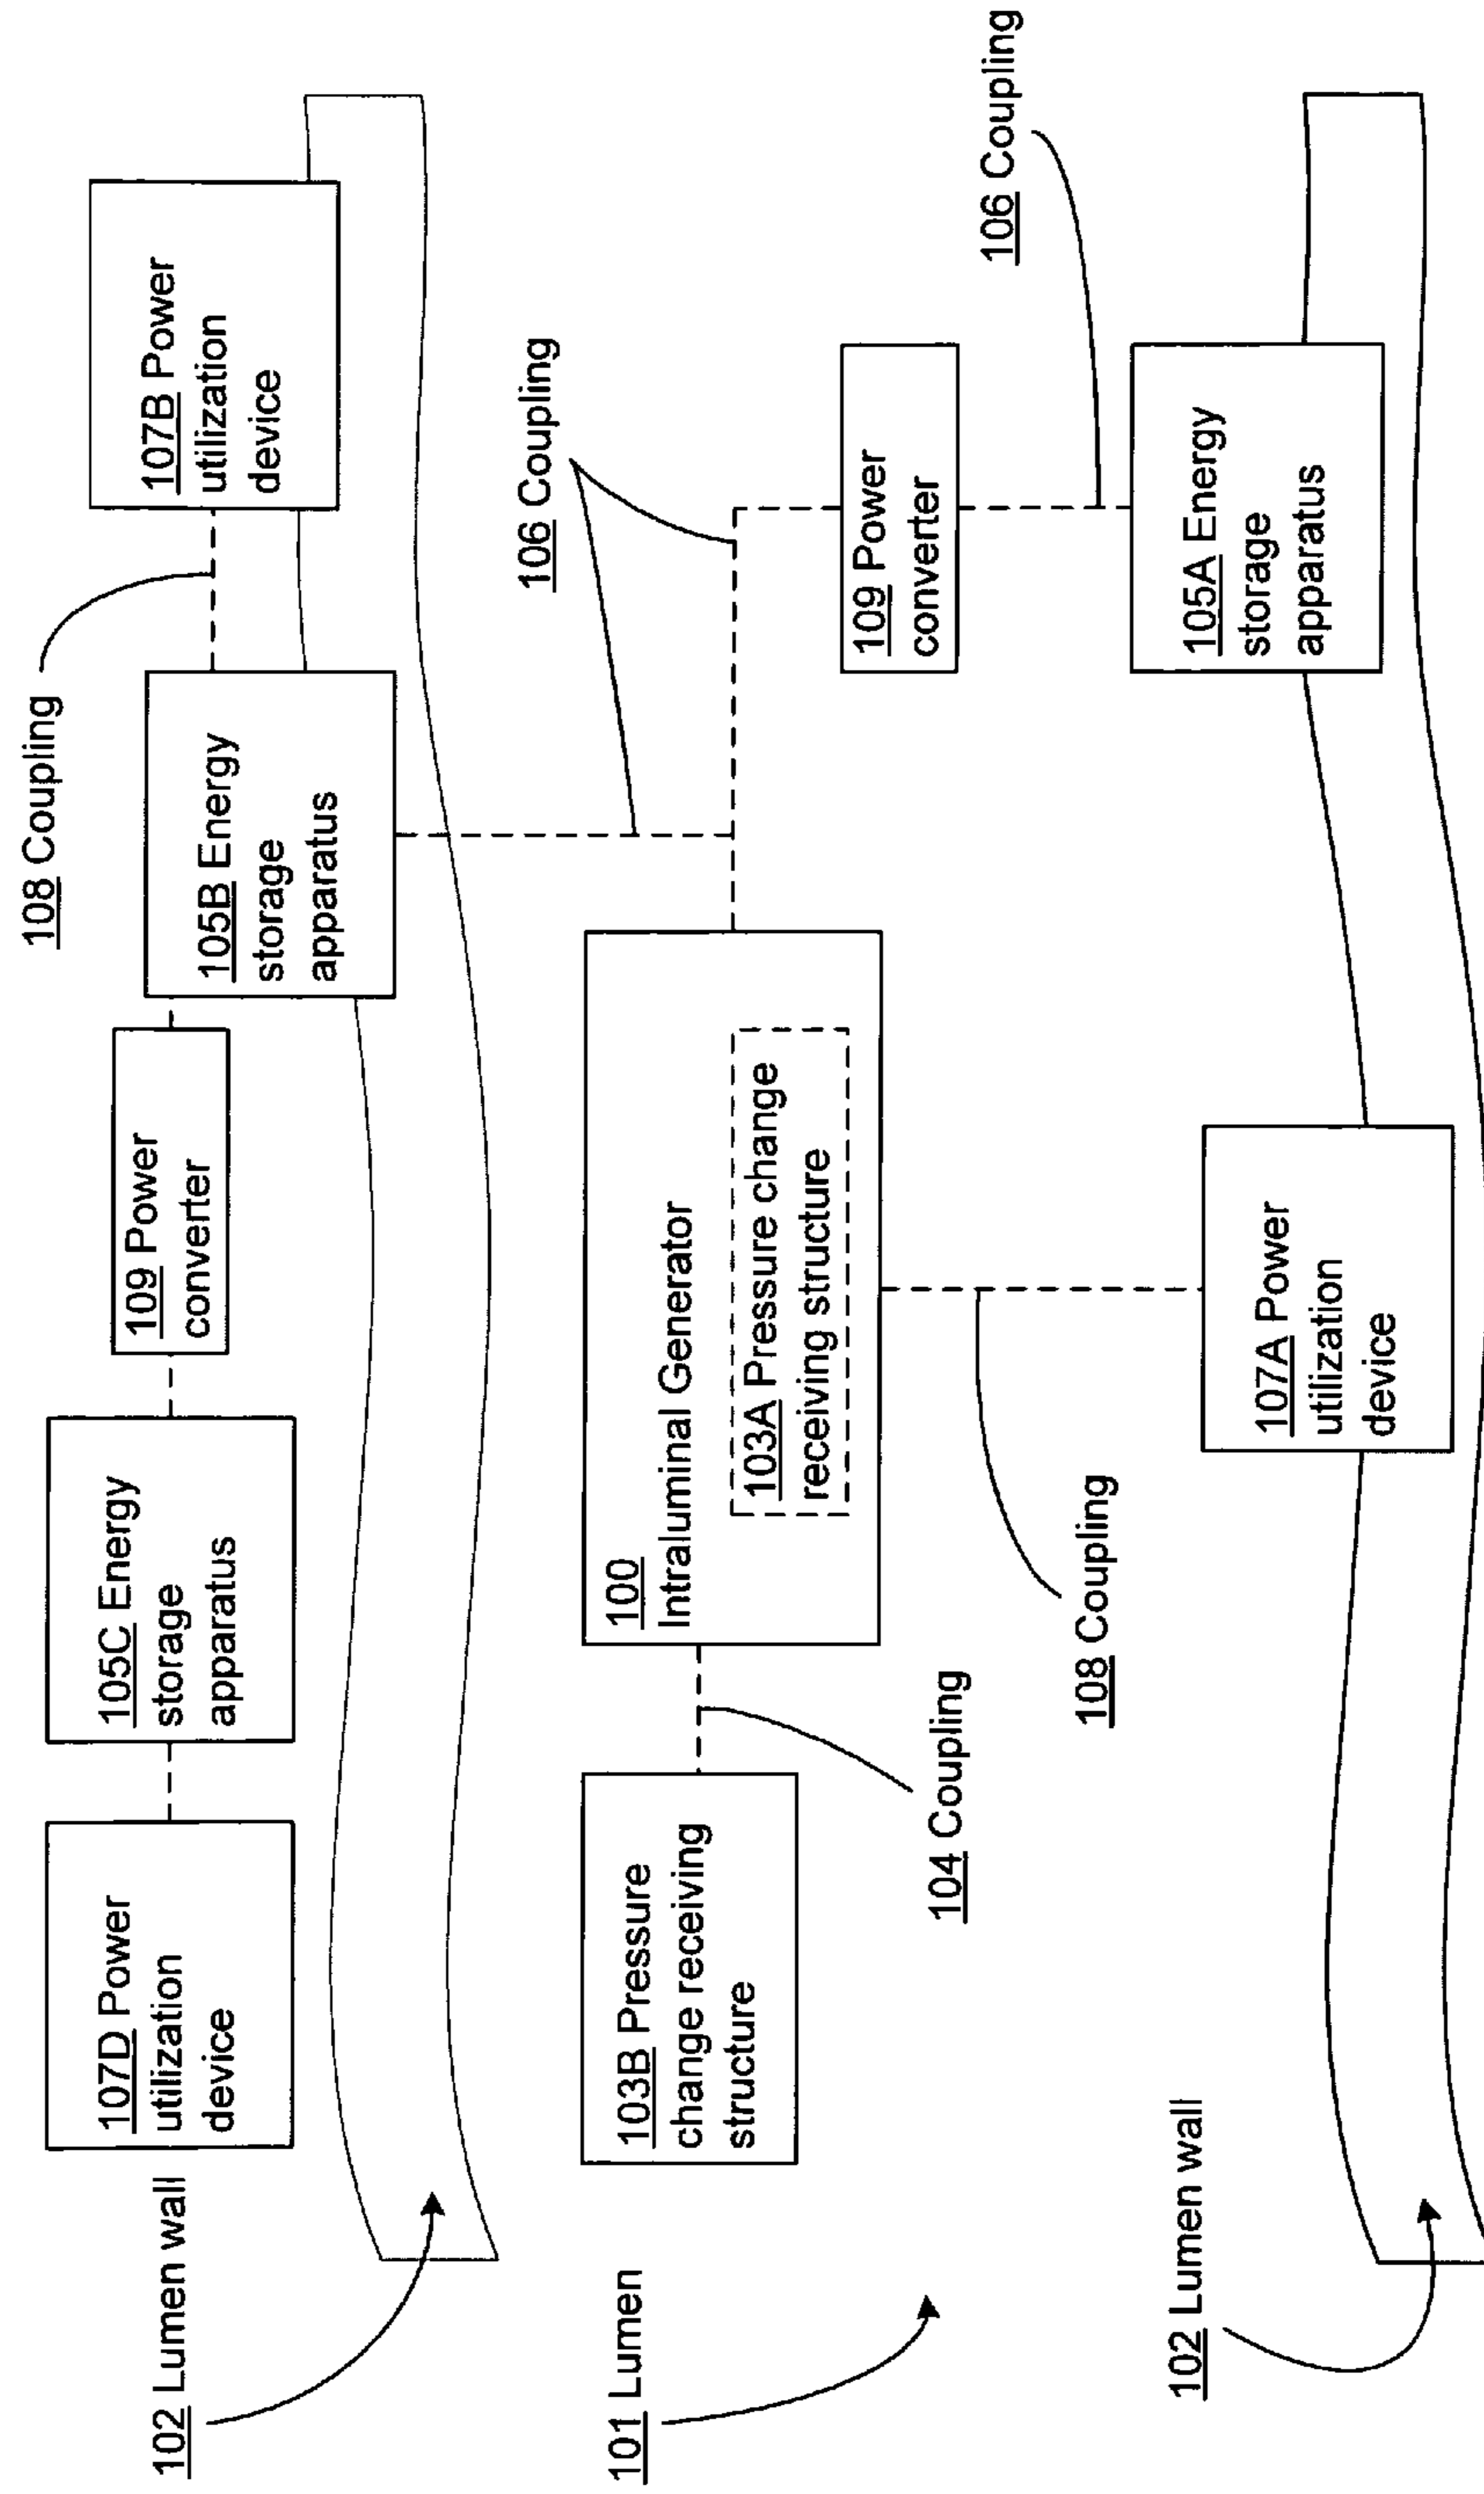 108 Coupling
107D Power
utilization
device
105C Energy
storage
apparatus
109 Power
converter
105B Energy
storage
apparatus
107B Power
utilization
device
102 Lumen wall
106 Coupling
101 Lumen
103B Pressure
change receiving
structure
100
Intraluminal Generator
103A Pressure change
receiving structure
109 Power
converter
106 Coupling
104 Coupling
108 Coupling
102 Lumen wall
107A Power
utilization
device
105A Energy
storage
apparatus